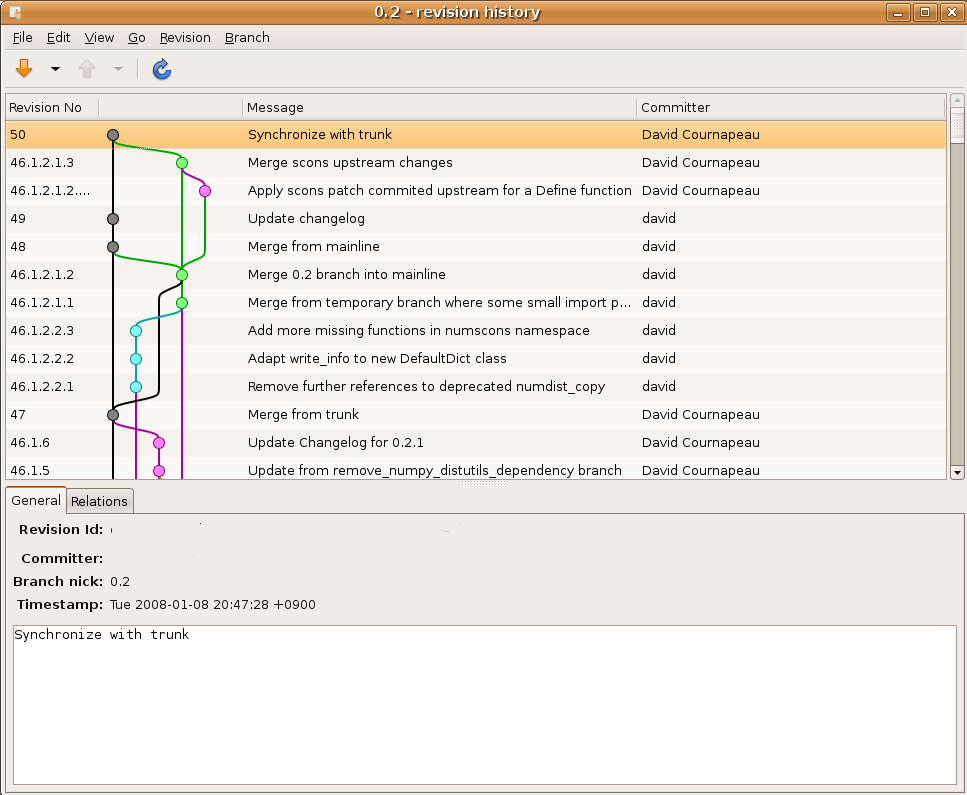 0.2 - revision history
File Edit View Go Revision Branch
Revision No Message Committer
50 Synchronize with trunk David Cournapeau
46.1.2.1.3 Merge scons upstream changes David Cournapeau
46.1.2.1.2.... Apply scons patch commited upstream for a Define function David Cournapeau
49 Update changelog david
48 Merge from mainline david
46.1.2.1.2 Merge 0.2 branch into mainline david
46.1.2.1.1 Merge from temporary branch where some small import p... david
46.1.2.2.3 Add more missing functions in numscons namespace david
46.1.2.2.2 Adapt write_info to new DefaultDict class david
46.1.2.2.1 Remove further references to deprecated numdist_copy david
47 Merge from trunk David Cournapeau
46.1.6 Update Changelog for 0.2.1 David Cournapeau
46.1.5 Update from remove_numpy_distutils_dependency branch David Cournapeau
General Relations
Revision Id:
Committer:
Branch nick: 0.2
Timestamp: Tue 2008-01-08 20:47:28 +0900
Synchronize with trunk